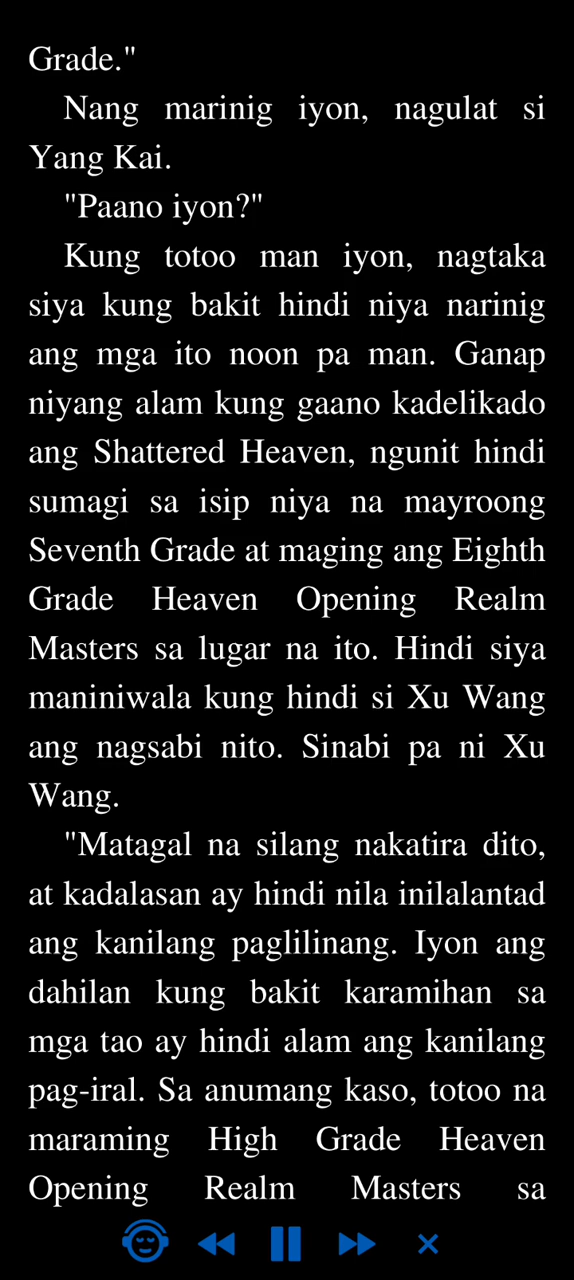 Grade."
Nang marinig iyon, nagulat si
Yang Kai.
"Paano iyon?"
Kung totoo man iyon, nagtaka
siya kung bakit hindi niya narinig
ang mga ito noon pa man. Ganap
niyang alam kung gaano kadelikado
ang Shattered Heaven, ngunit hindi
sumagi sa isip niya na mayroong
Seventh Grade at maging ang Eighth
Grade Heaven Opening Realm
Masters sa lugar na ito. Hindi siya
maniniwala kung hindi si Xu Wang
ang nagsabi nito. Sinabi pa ni Xu
Wang.
"Matagal na silang nakatira dito,
at kadalasan ay hindi nila inilalantad
ang kanilang paglilinang. Iyon ang
dahilan kung bakit karamihan sa
mga tao ay hindi alam ang kanilang
pag-iral. Sa anumang kaso, totoo na
maraming High Grade Heaven
Opening Realm Masters sa